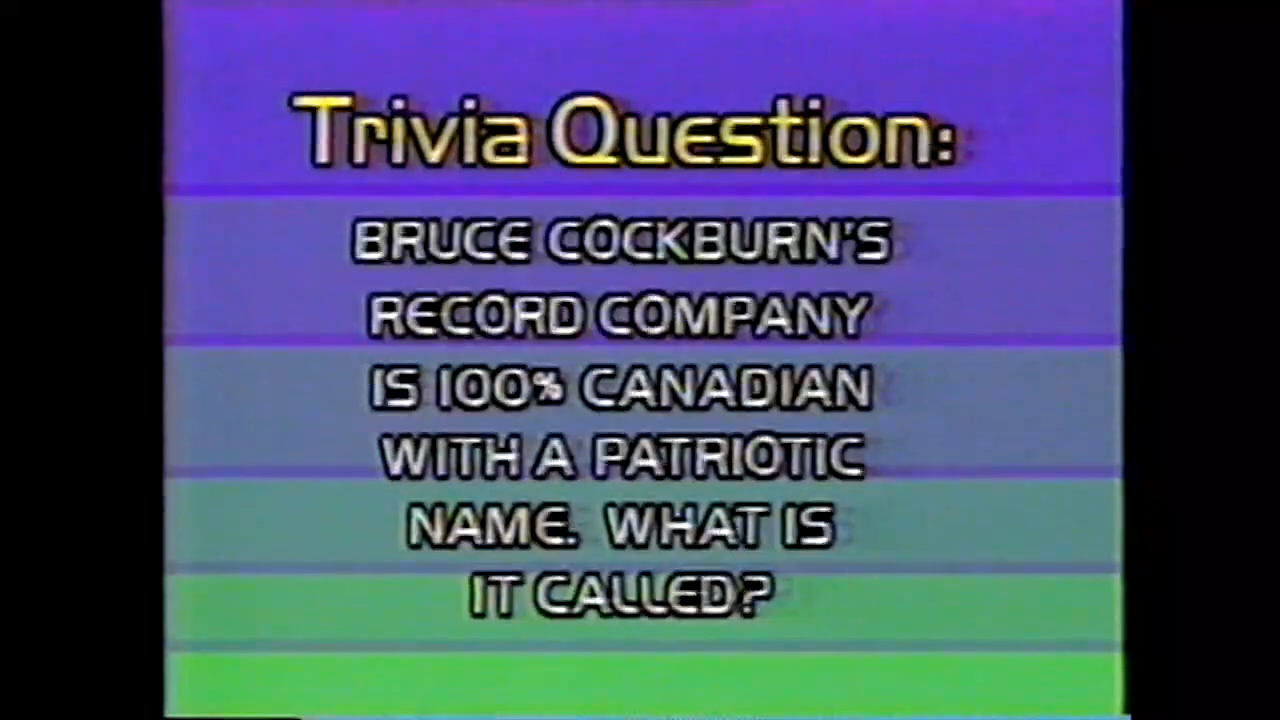 Trivia Question:
BRUCE COCKBURN'S
RECORD COMPANY
IS 100% CANADIAN
WITH A PATRIOTIC
NAME. WHAT IS
IT CALLED?